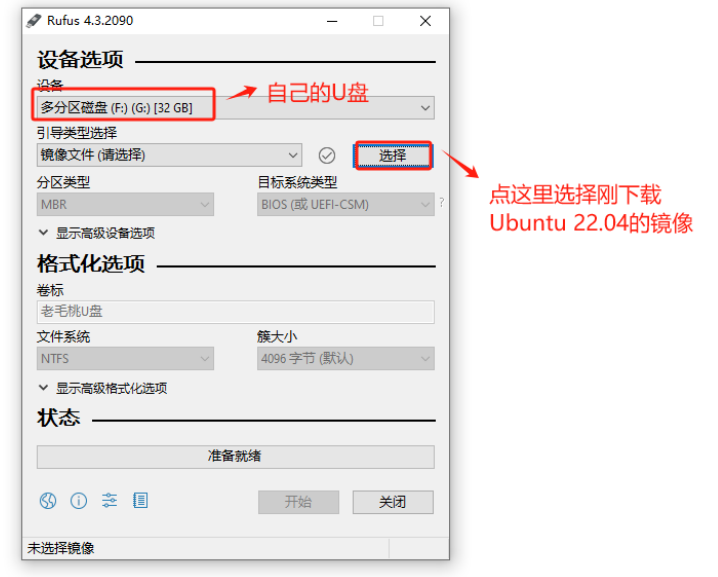 Rufus 4.3.2090
设备选项
设备
多分区磁盘 (F:) (G:) [32 GB]
自己的U盘
引导类型选择
镜像文件 (请选择)
选择
点这里选择刚下载
Ubuntu 22.04的镜像
分区类型
目标系统类型
MBR
BIOS (或 UEFI-CSM)
?
显示高级设备选项
格式化选项
卷标
老毛桃U盘
文件系统
簇大小
NTFS
4096 字节 (默认)
显示高级格式化选项
状态
准备就绪
开始
关闭
未选择镜像